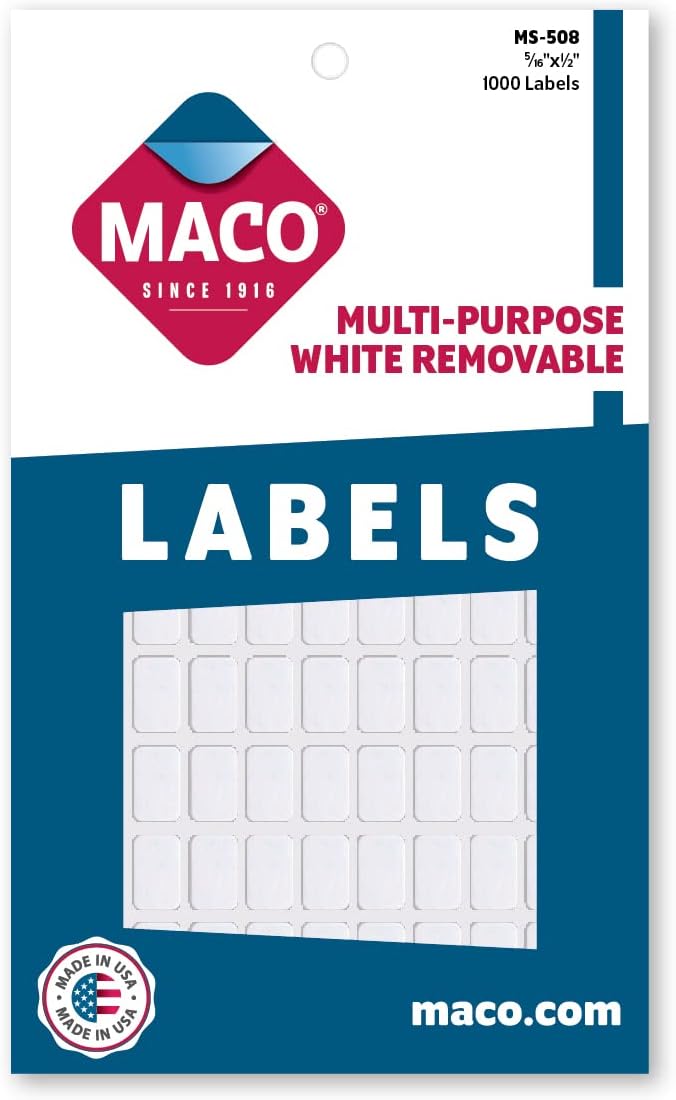 MS-508
5/16"x1/2"
1000 Labels
MACO®
SINCE 1916
MULTI-PURPOSE
WHITE REMOVABLE
LABELS
MADE IN USA
MADE IN USA
maco.com